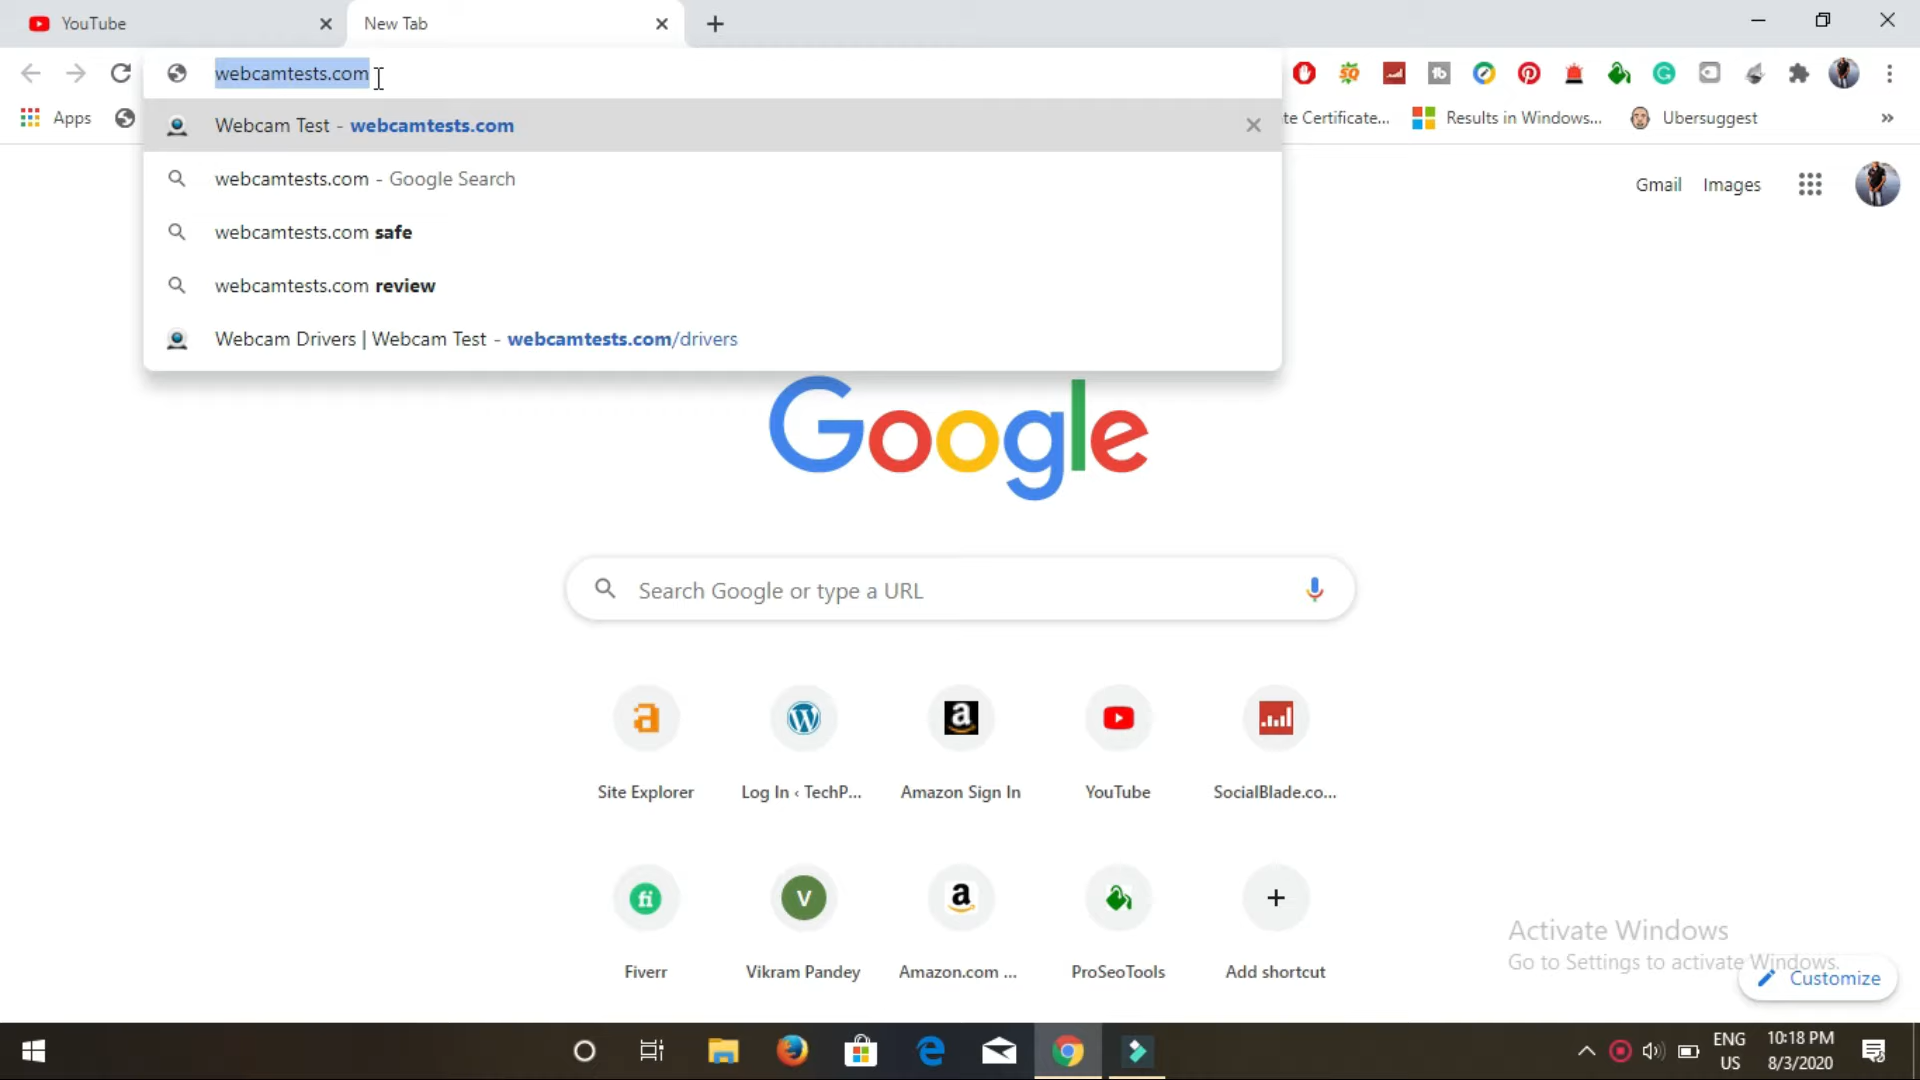 YouTube
New Tab
webcamtests.com
Webcam Test - webcamtests.com
webcamtests.com - Google Search
webcamtests.com safe
webcamtests.com review
Webcam Drivers | Webcam Test - webcamtests.com/drivers
Apps
te Certificate...
Results in Windows...
Ubersuggest
»
Gmail
Images
Google
Search Google or type a URL
Site Explorer
Log In ‹ TechP...
Amazon Sign In
YouTube
SocialBlade.co...
Fiverr
V
Vikram Pandey
Amazon.com ...
ProSeoTools
Add shortcut
Activate Windows
Go to Settings to activate Windows.
Customize
ENG
US
10:18 PM
8/3/2020